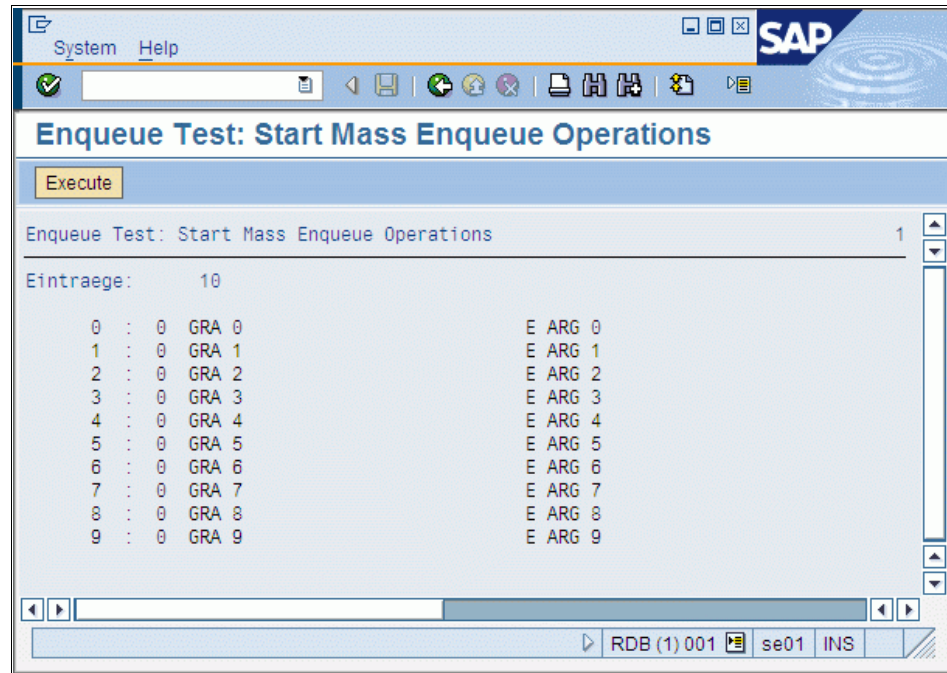 System Help
SAP
Enqueue Test: Start Mass Enqueue Operations
Execute
Enqueue Test: Start Mass Enqueue Operations 1
Eintraege: 10
0 : 0 GRA 0 E ARG 0
1 : 0 GRA 1 E ARG 1
2 : 0 GRA 2 E ARG 2
3 : 0 GRA 3 E ARG 3
4 : 0 GRA 4 E ARG 4
5 : 0 GRA 5 E ARG 5
6 : 0 GRA 6 E ARG 6
7 : 0 GRA 7 E ARG 7
8 : 0 GRA 8 E ARG 8
9 : 0 GRA 9 E ARG 9
RDB (1) 001 se01 INS